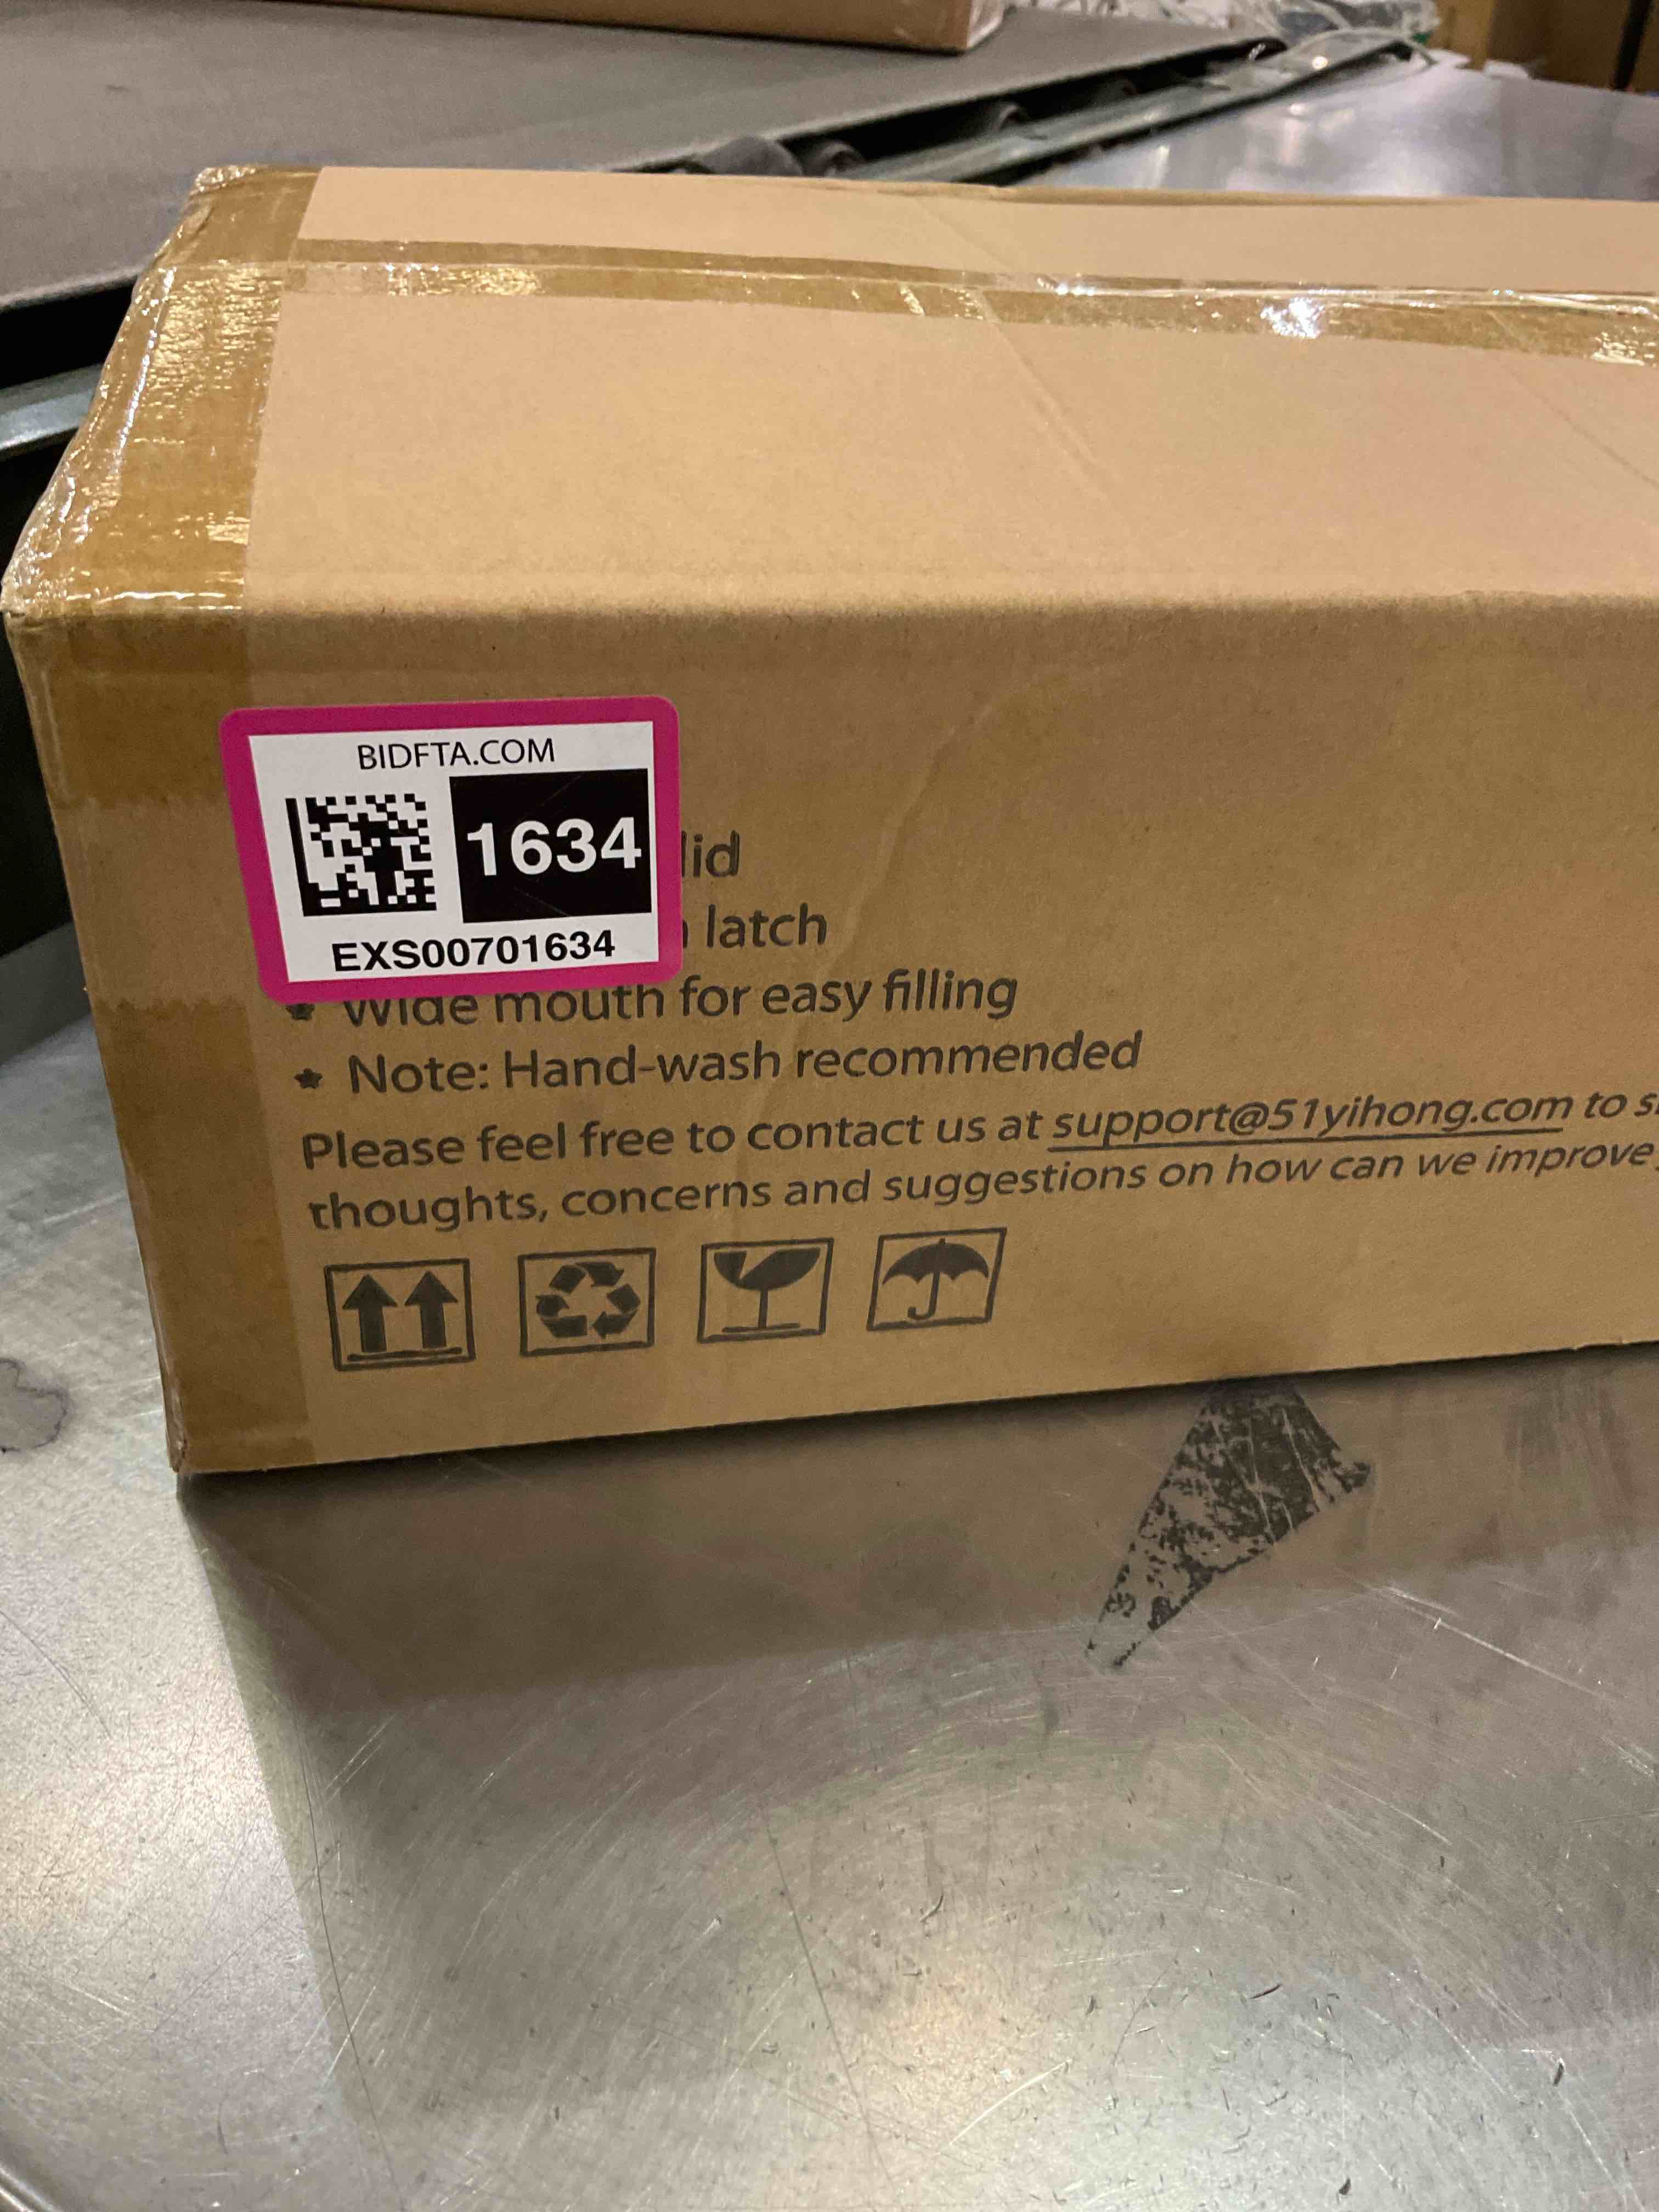 BIDFTA.COM
1634
EXS00701634
lid
latch
★ Wide mouth for easy filling
★ Note: Hand-wash recommended
Please feel free to contact us at support@51yihong.com to
thoughts, concerns and suggestions on how can we improve